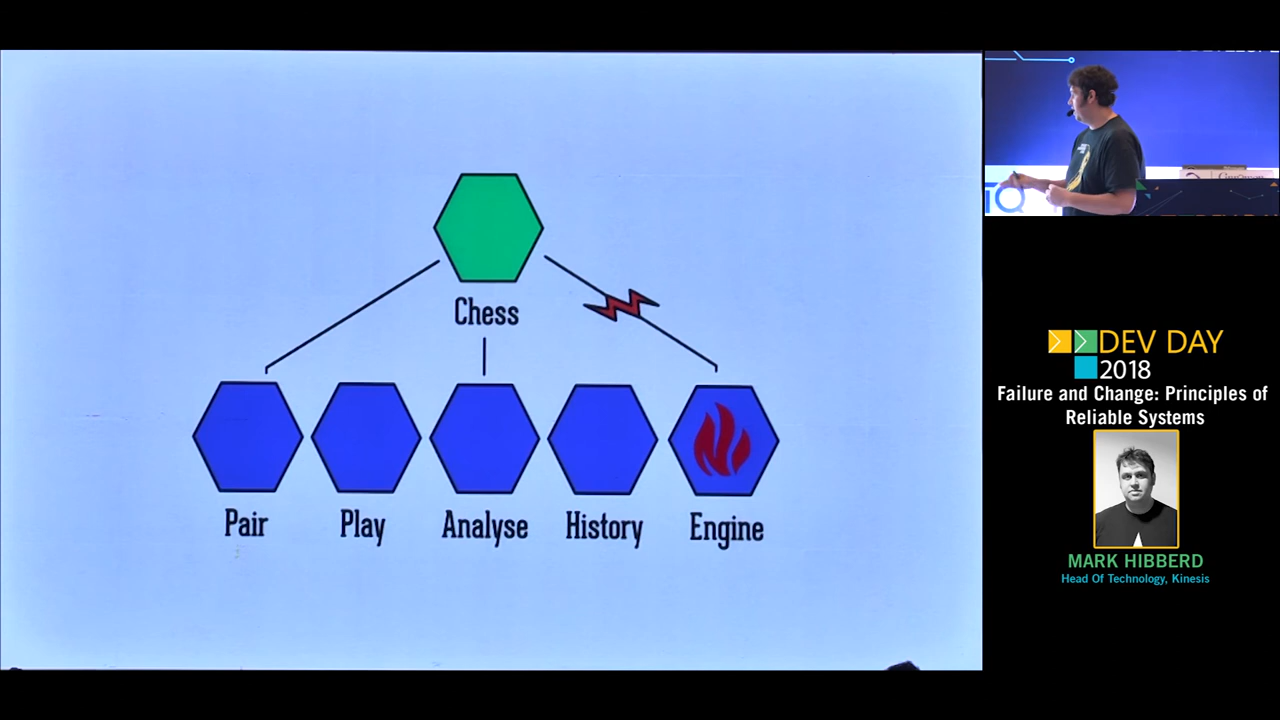 Chess
Pair
Play
Analyse
History
Engine
TQ
DEV DAY
2018
Failure and Change: Principles of
Reliable Systems
MARK HIBBERD
Head Of Technology, Kinesis